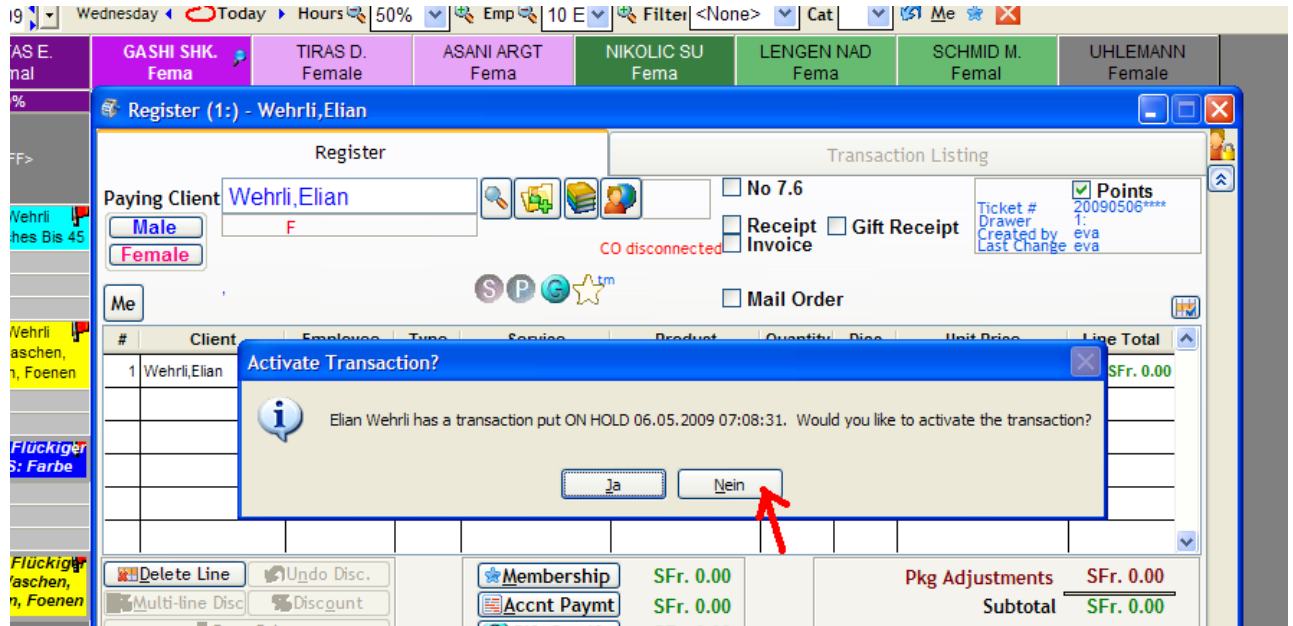 09 Wednesday Today Hours 50% Emp 10 E Filter <None> Cat Me
AS E. GASHI SHK. TIRAS D. ASANI ARGT NIKOLIC SU LENGEN NAD SCHMID M. UHLEMANN
mal Fema Female Fema Fema Fema Femal Female
%
Register (1:) - Wehrli,Elian
FF>
Register Transaction Listing
Paying Client Wehrli,Elian
Male F
Female
No 7.6
Receipt Gift Receipt
CO disconnected Invoice
Points
Ticket # 20090506****
Drawer 1:
Created by eva
Last Change eva
Wehrli
hes Bis 45
S P G tm
Me , Mail Order
Wehrli
aschen,
n, Foenen
# Client Employee Type Service Product Quantity Disc Unit Price Line Total
1 Wehrli,Elian SFr. 0.00
Activate Transaction?
Elian Wehrli has a transaction put ON HOLD 06.05.2009 07:08:31. Would you like to activate the transaction?
Ja Nein
Flückiger
S: Farbe
Flückiger
aschen,
n, Foenen
Delete Line Undo Disc. Membership SFr. 0.00 Pkg Adjustments SFr. 0.00
Multi-line Disc Discount Accnt Paymt SFr. 0.00 Subtotal SFr. 0.00